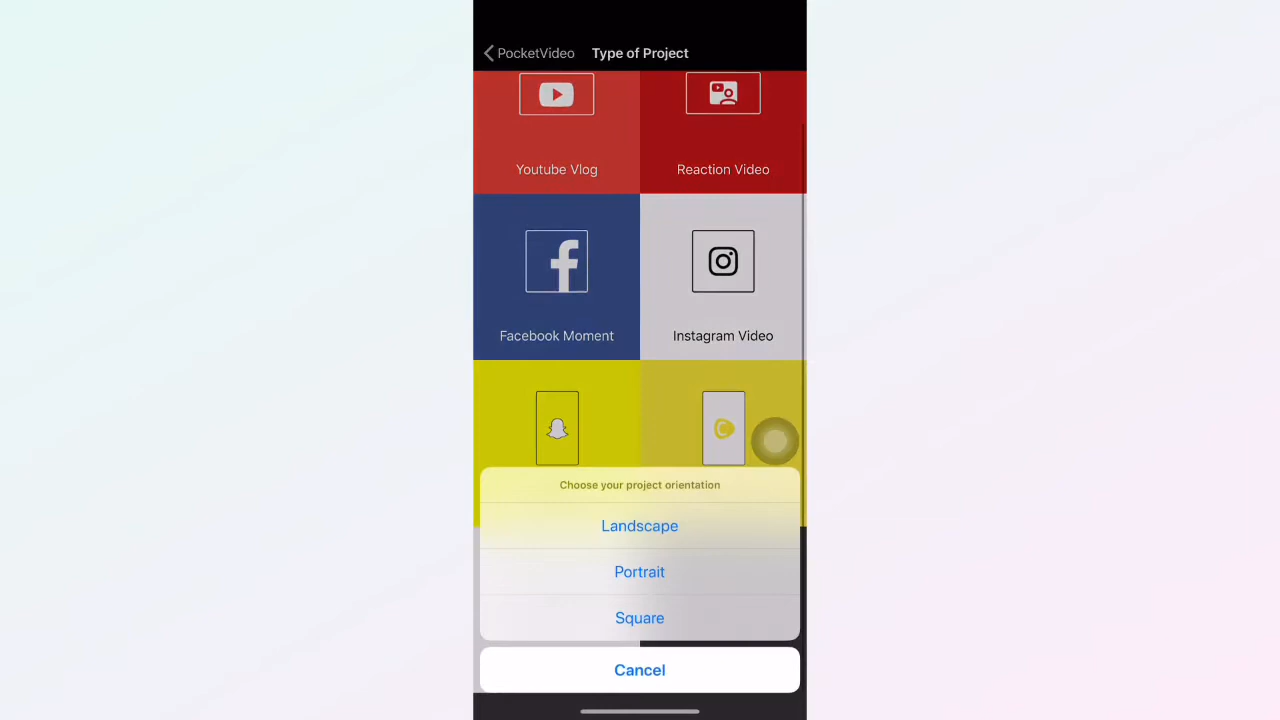 PocketVideo Type of Project
Youtube Vlog Reaction Video
Facebook Moment Instagram Video
Choose your project orientation
Landscape
Portrait
Square
Cancel